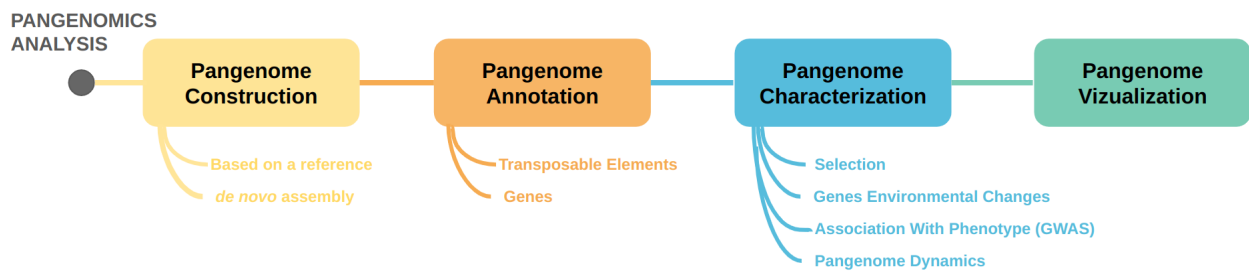 PANGENOMICS
ANALYSIS
Pangenome
Construction
Based on a reference
de novo assembly
Pangenome
Annotation
Transposable Elements
Genes
Pangenome
Characterization
Selection
Genes Environmental Changes
Association With Phenotype (GWAS)
Pangenome Dynamics
Pangenome
Vizualization